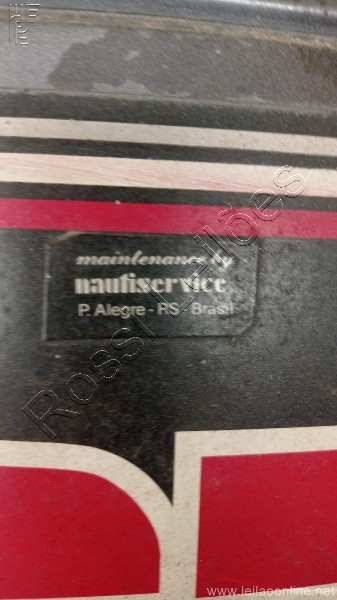 maintenance by
nautiservice
P. Alegre - RS - Brasil
Rossi Leilões
www.leilaoonline.net